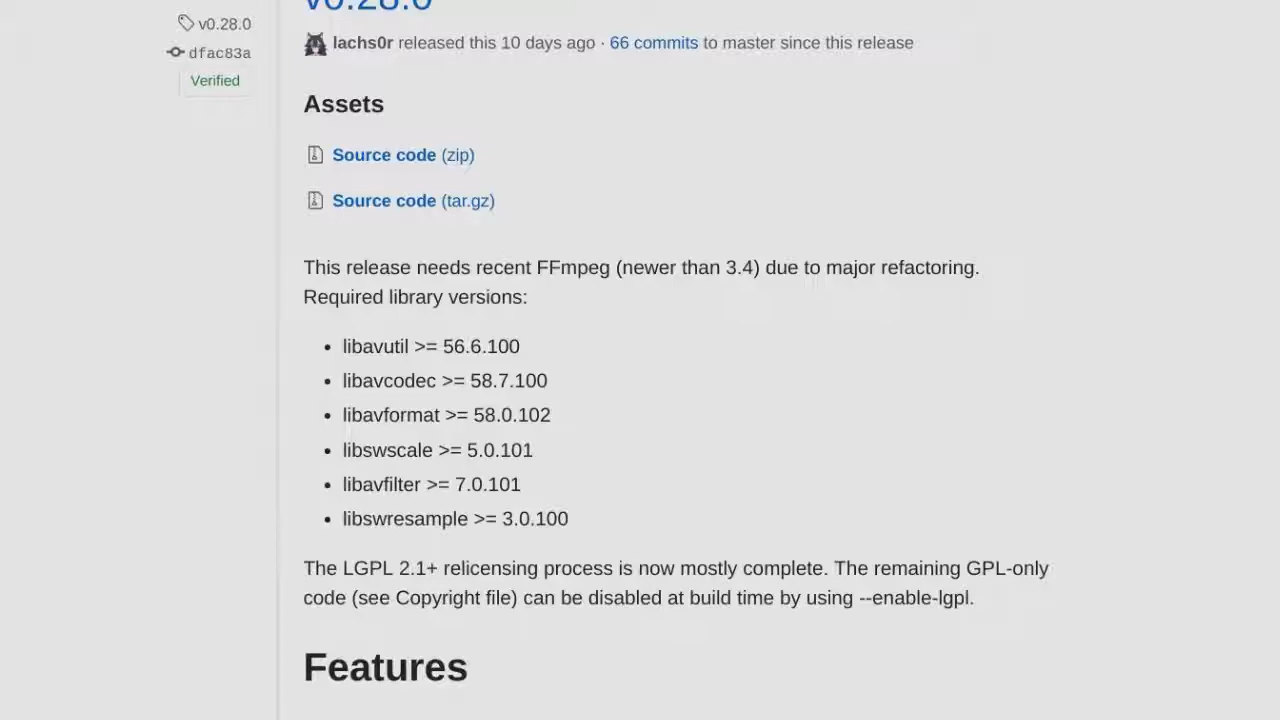 v0.28.0
v0.28.0
lachs0r released this 10 days ago · 66 commits to master since this release
dfac83a
Verified
Assets
Source code (zip)
Source code (tar.gz)
This release needs recent FFmpeg (newer than 3.4) due to major refactoring.
Required library versions:
• libavutil >= 56.6.100
• libavcodec >= 58.7.100
• libavformat >= 58.0.102
• libswscale >= 5.0.101
• libavfilter >= 7.0.101
• libswresample >= 3.0.100
The LGPL 2.1+ relicensing process is now mostly complete. The remaining GPL-only
code (see Copyright file) can be disabled at build time by using --enable-lgpl.
Features